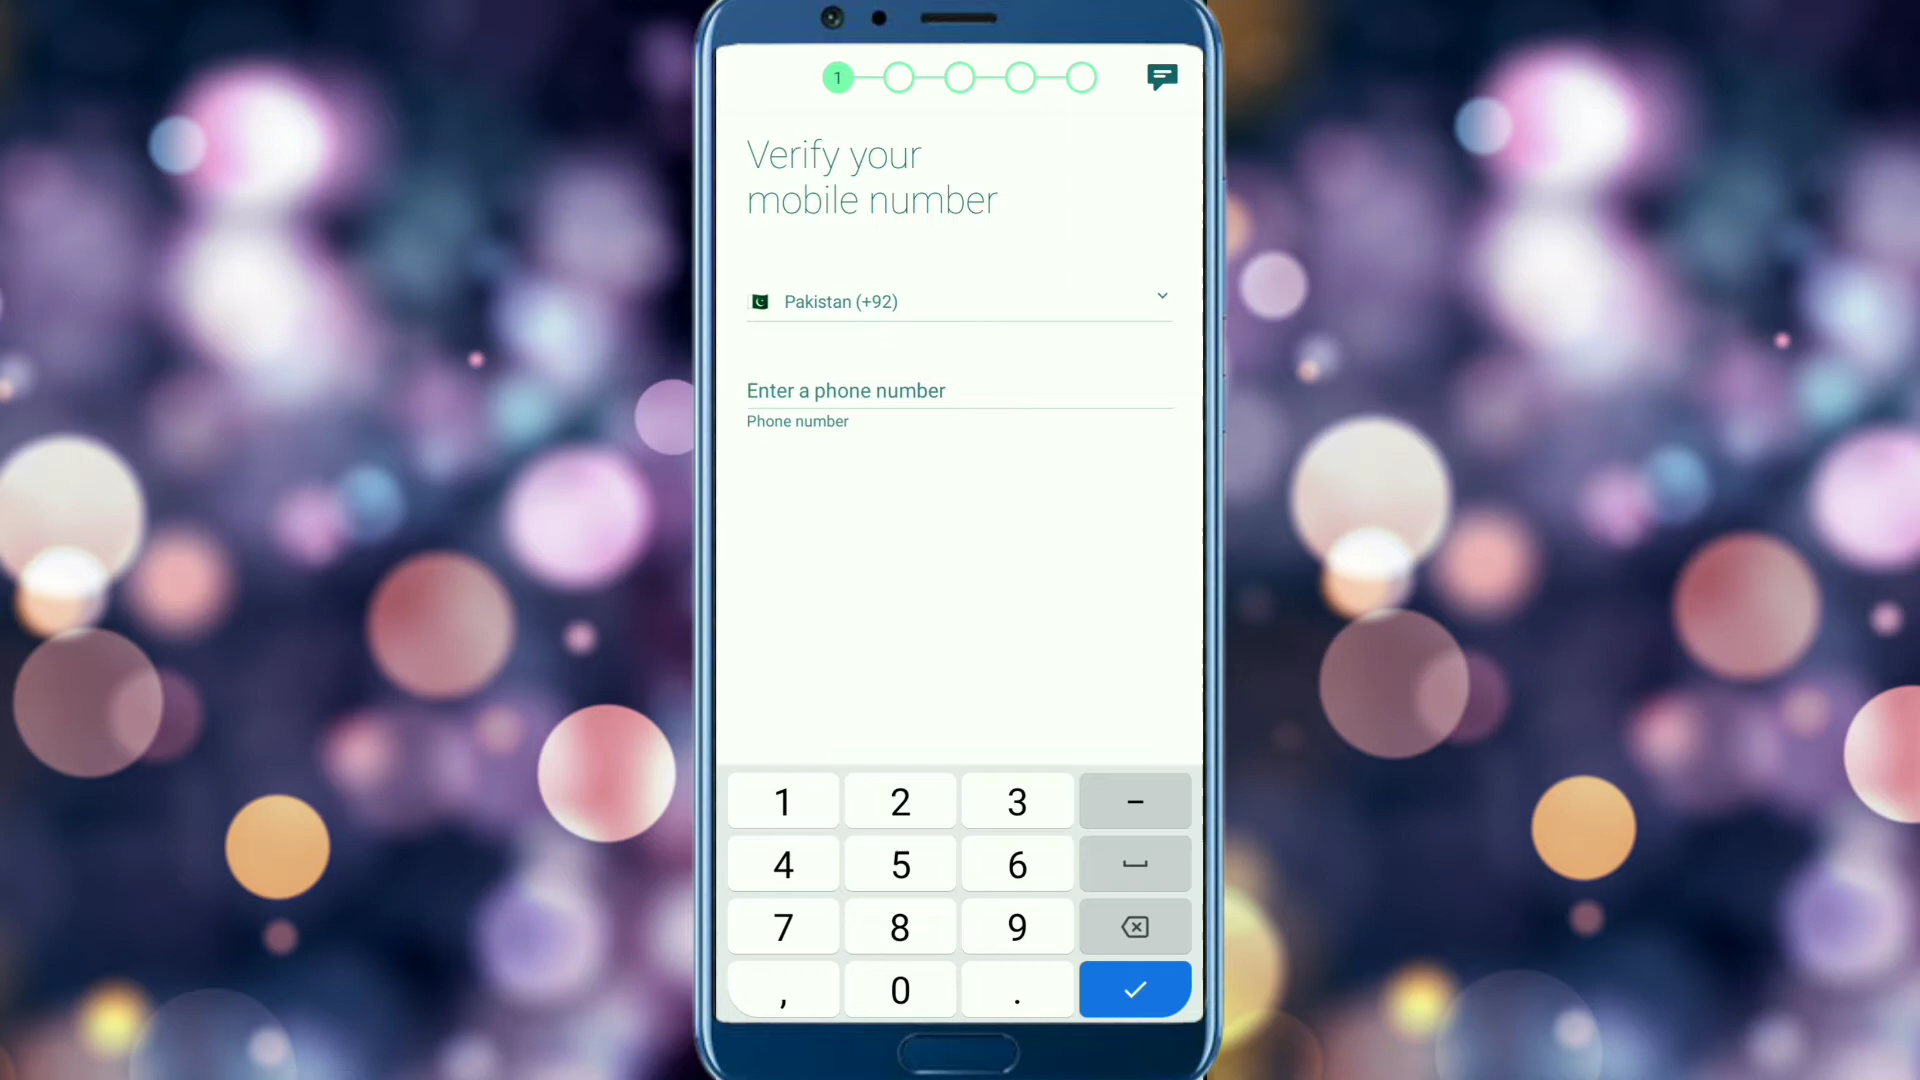 1
Verify your
mobile number
Pakistan (+92)
Enter a phone number
Phone number
1 2 3 -
4 5 6
7 8 9
, 0 .